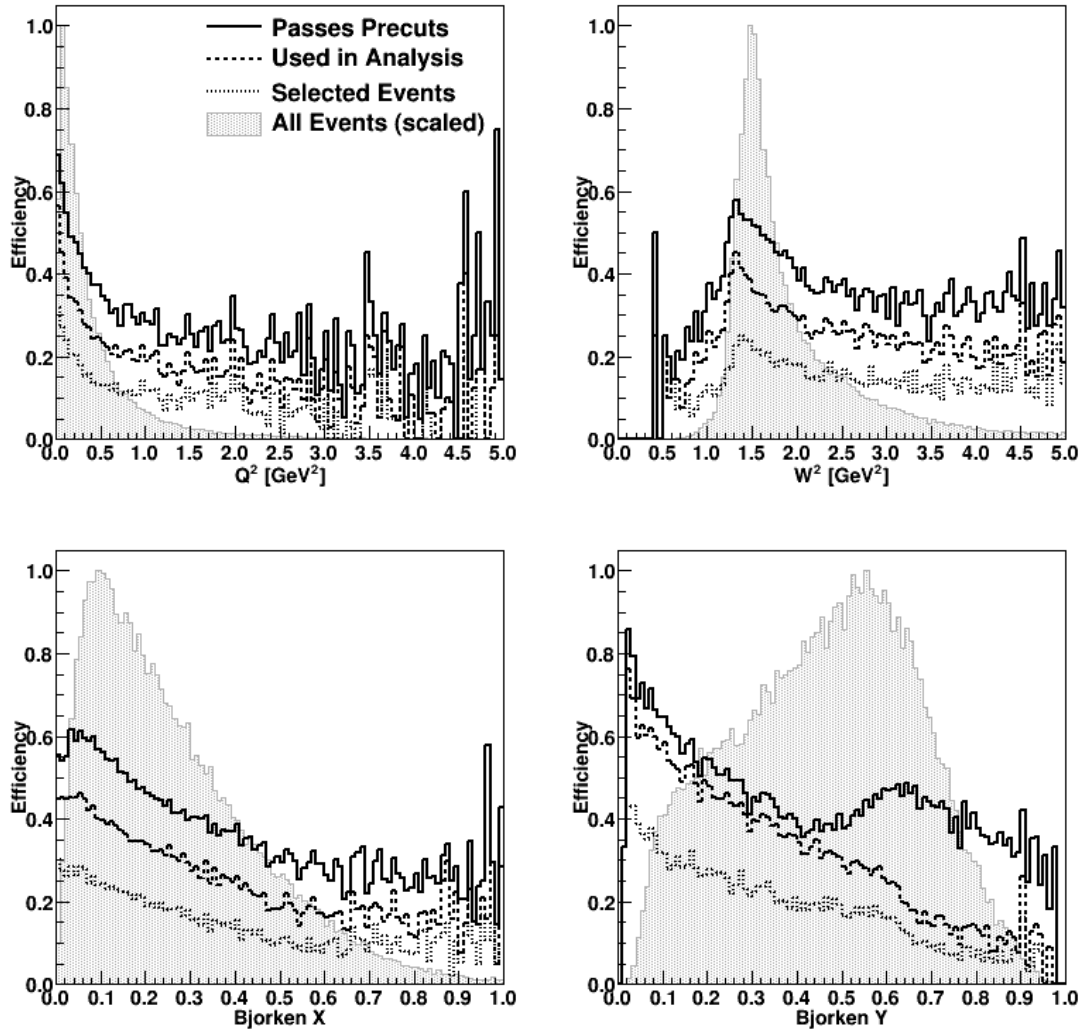 1.0
0.8
0.6
0.4
0.2
0.0
Efficiency
Passes Precuts
Used in Analysis
Selected Events
All Events (scaled)
0.0 0.5 1.0 1.5 2.0 2.5 3.0 3.5 4.0 4.5 5.0
Q² [GeV²]
1.0
0.8
0.6
0.4
0.2
0.0
Efficiency
0.0 0.5 1.0 1.5 2.0 2.5 3.0 3.5 4.0 4.5 5.0
W² [GeV²]
1.0
0.8
0.6
0.4
0.2
0.0
Efficiency
0.0 0.1 0.2 0.3 0.4 0.5 0.6 0.7 0.8 0.9 1.0
Bjorken X
1.0
0.8
0.6
0.4
0.2
0.0
Efficiency
0.0 0.1 0.2 0.3 0.4 0.5 0.6 0.7 0.8 0.9 1.0
Bjorken Y